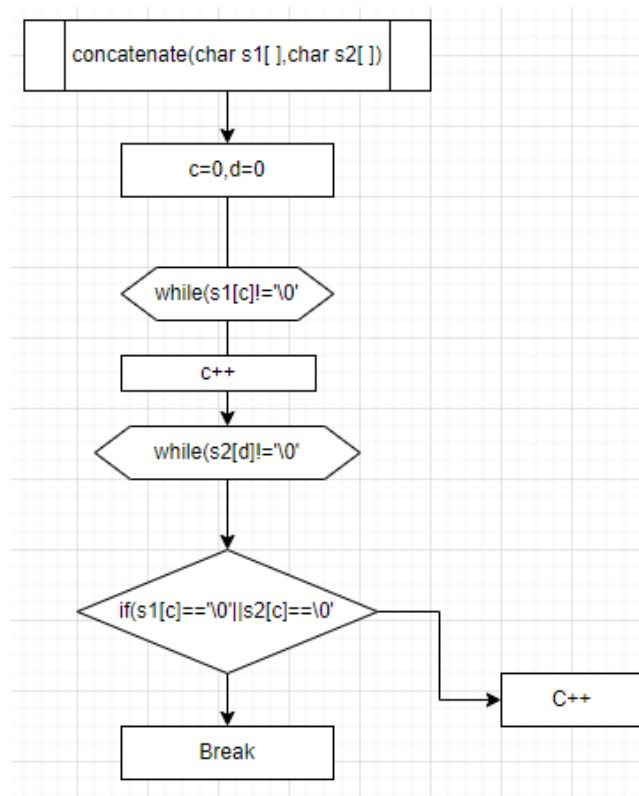 concatenate(char s1[ ],char s2[ ])
c=0,d=0
while(s1[c]!='\0'
c++
while(s2[d]!='\0'
if(s1[c]=='\0'||s2[c]==\0'
C++
Break